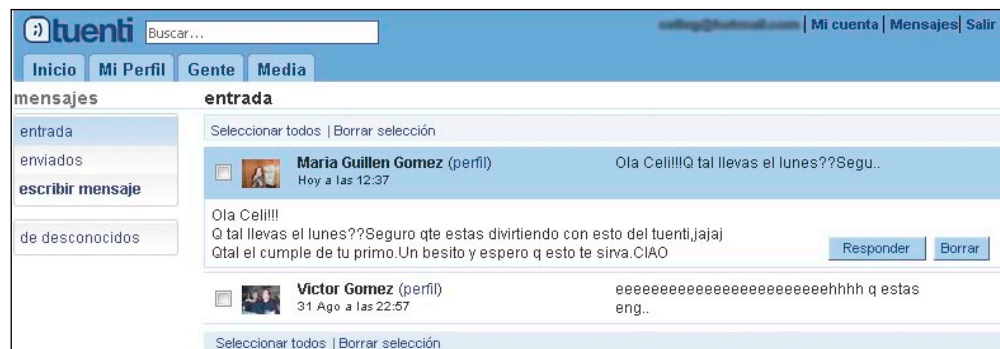 tuenti Buscar... | Mi cuenta | Mensajes | Salir
Inicio Mi Perfil Gente Media
mensajes
entrada
enviados
escribir mensaje
de desconocidos
entrada
Seleccionar todos | Borrar selección
Maria Guillen Gomez (perfil) Ola Celi!!!Q tal llevas el lunes??Segu..
Hoy a las 12:37
Ola Celi!!!
Q tal llevas el lunes??Seguro qte estas divirtiendo con esto del tuenti,jajaj
Qtal el cumple de tu primo.Un besito y espero q esto te sirva.CIAO
Responder Borrar
Victor Gomez (perfil) eeeeeeeeeeeeeeeeeeeeeeeeehhhh q estas
31 Ago a las 22:57 eng..
Seleccionar todos | Borrar selección